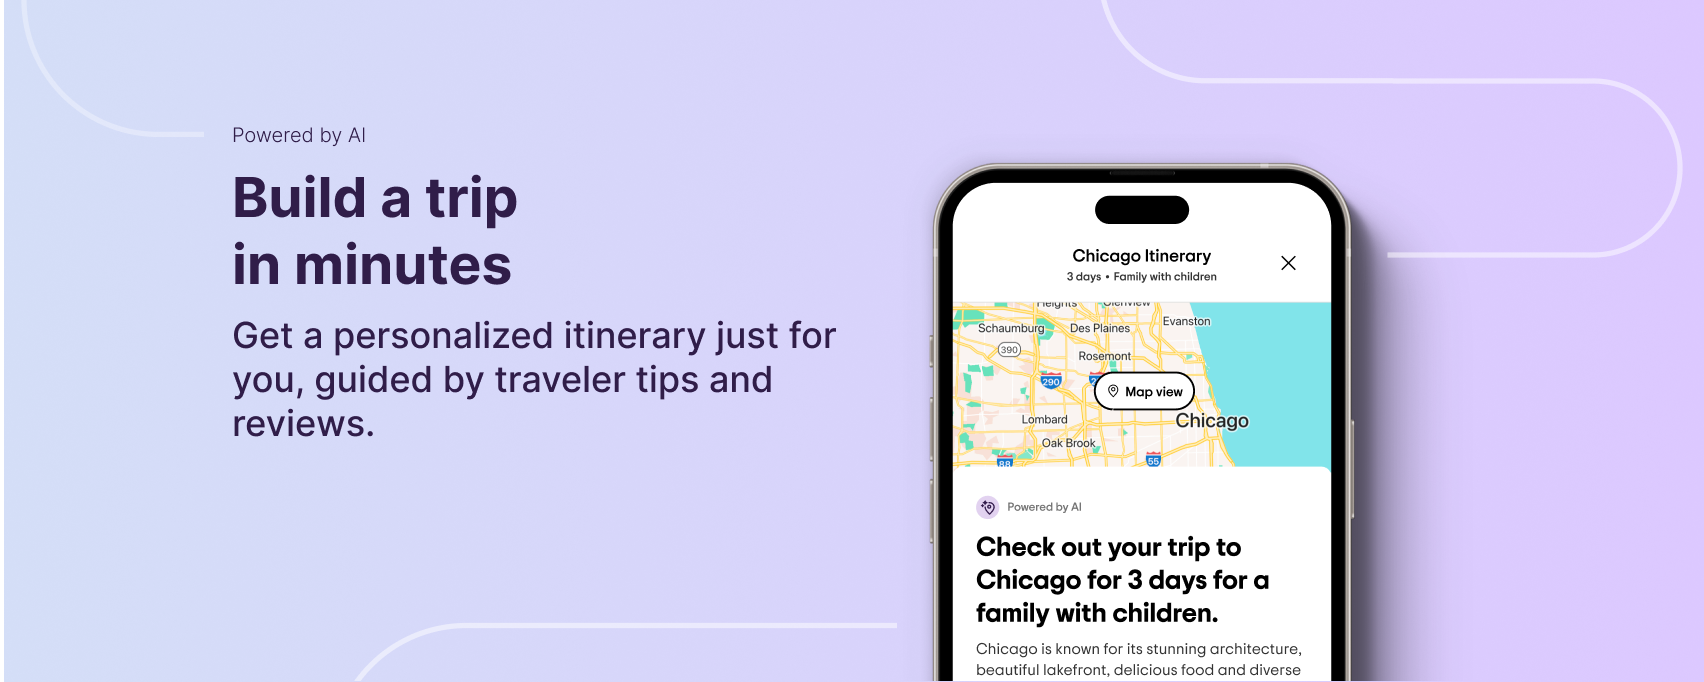 Powered by AI
Build a trip
in minutes
Get a personalized itinerary just for
you, guided by traveler tips and
reviews.
Chicago Itinerary
3 days • Family with children
Heights
Glenview
Schaumburg
Des Plaines
Evanston
390
Rosemont
290
Map view
Lombard
Chicago
Oak Brook
88
55
Powered by AI
Check out your trip to
Chicago for 3 days for a
family with children.
Chicago is known for its stunning architecture,
beautiful lakefront, delicious food and diverse